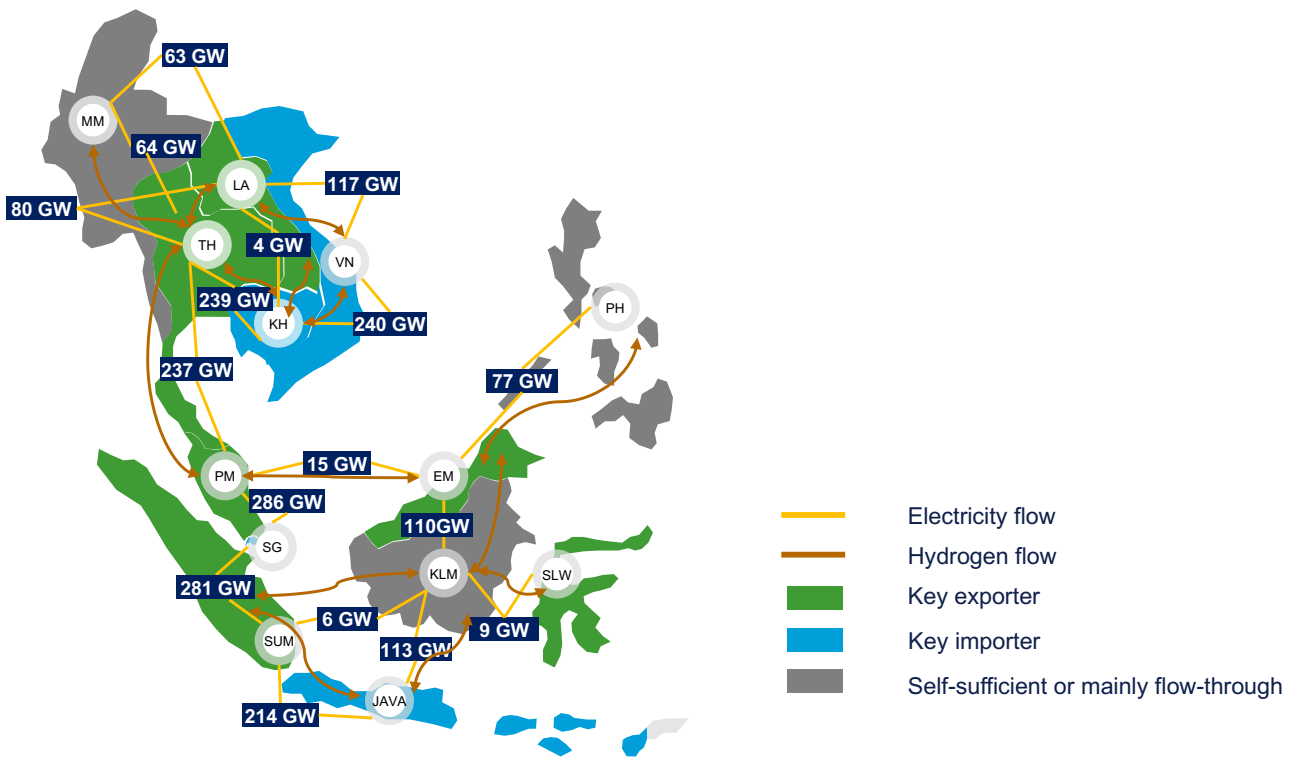 63 GW
MM
64 GW
LA
117 GW
80 GW
TH
4 GW
VN
239 GW
KH
240 GW
PH
237 GW
77 GW
PM
15 GW
EM
286 GW
110GW
SG
KLM
SLW
281 GW
6 GW
9 GW
SUM
113 GW
JAVA
214 GW
Electricity flow
Hydrogen flow
Key exporter
Key importer
Self-sufficient or mainly flow-through